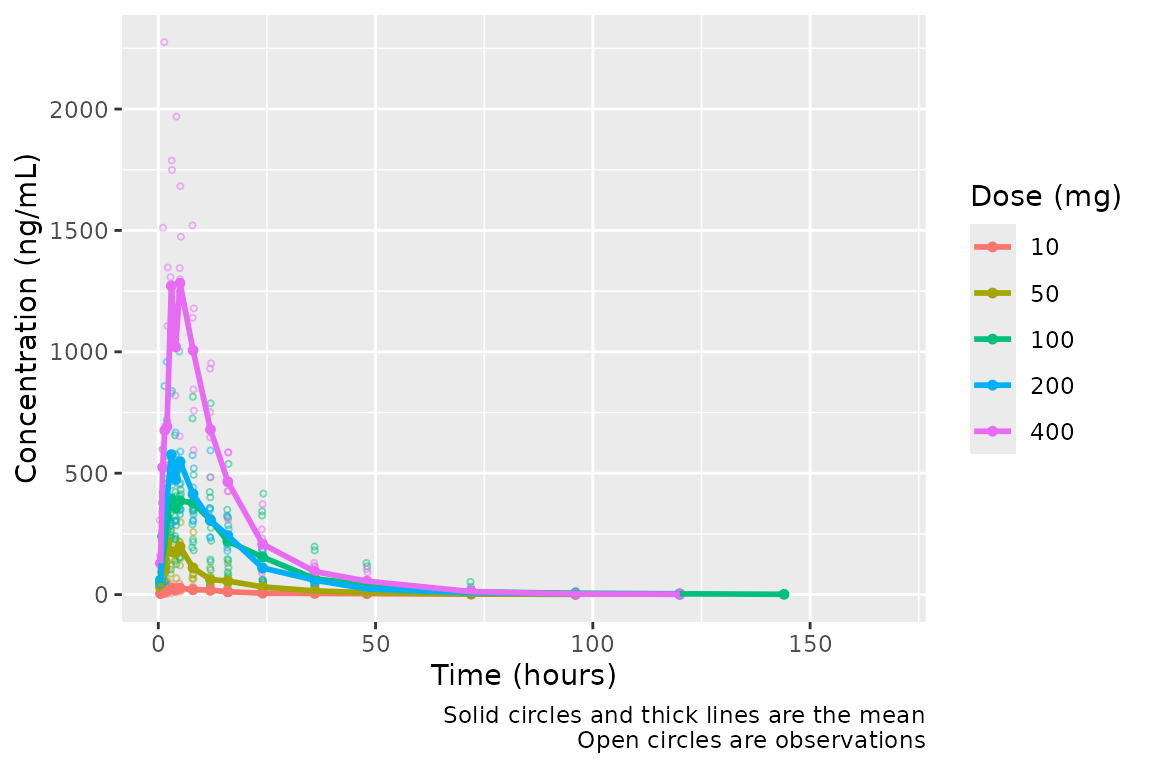 2000
1500
1000
500
0
Concentration (ng/mL)
0 50 100 150
Time (hours)
Dose (mg)
10
50
100
200
400
Solid circles and thick lines are the mean
Open circles are observations